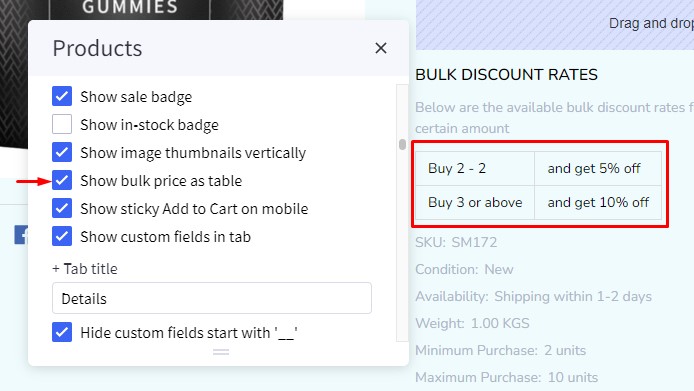 GUMMIES
Products
Show sale badge
Show in-stock badge
Show image thumbnails vertically
Show bulk price as table
Show sticky Add to Cart on mobile
Show custom fields in tab
+ Tab title
Details
Hide custom fields start with '__'
Drag and drop
BULK DISCOUNT RATES
Below are the available bulk discount rates f
certain amount
Buy 2 - 2 and get 5% off
Buy 3 or above and get 10% off
SKU: SM172
Condition: New
Availability: Shipping within 1-2 days
Weight: 1.00 KGS
Minimum Purchase: 2 units
Maximum Purchase: 10 units